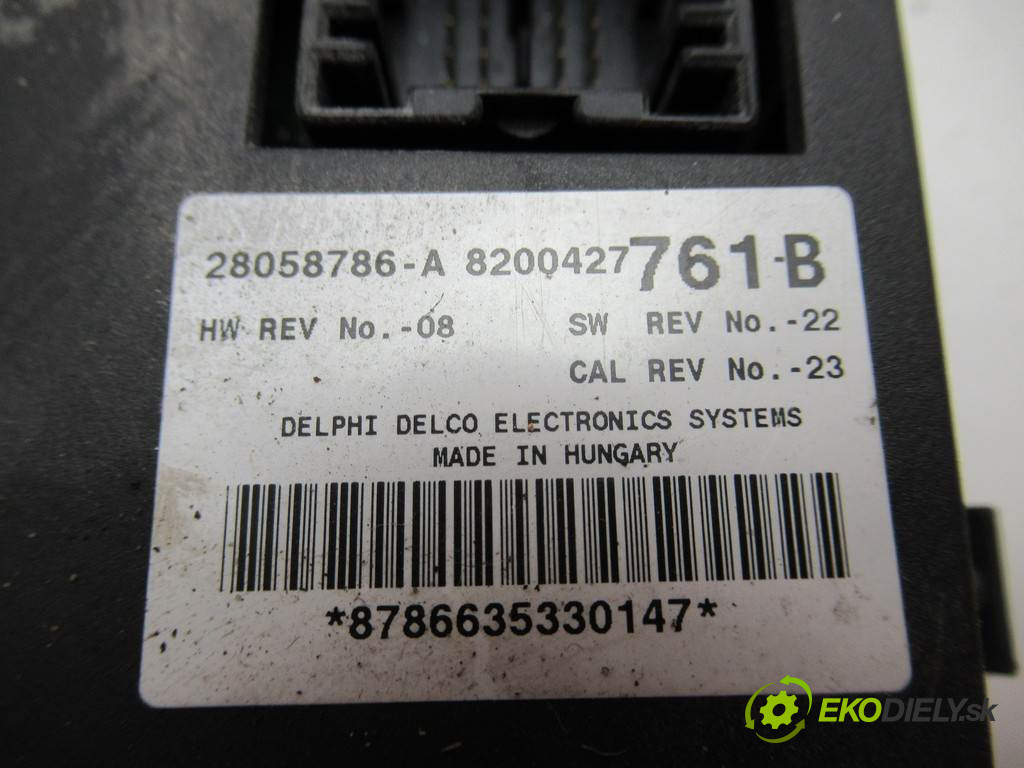 28058786-A 8200427761-B
HW REV No.-08 SW REV No.-22
CAL REV No.-23
DELPHI DELCO ELECTRONICS SYSTEMS
MADE IN HUNGARY
*8786635330147*
EKODIELY.sk